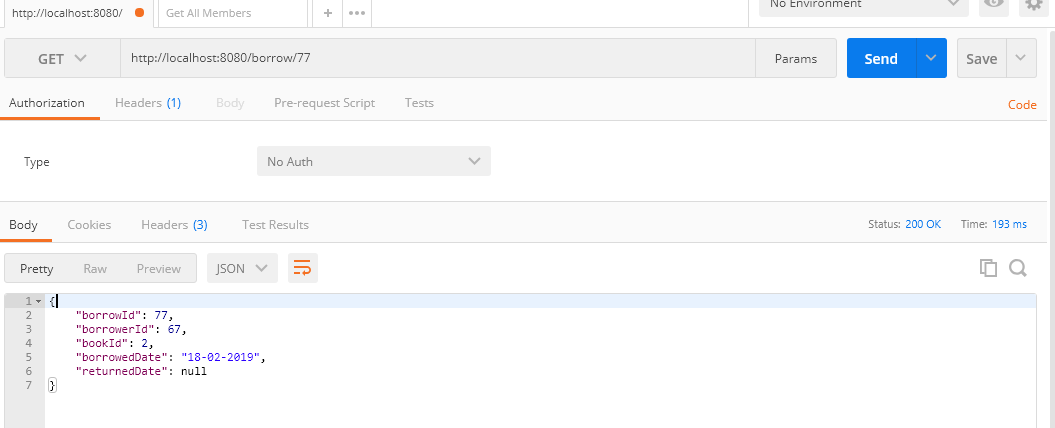 http://localhost:8080/ Get All Members + ••• No Environment
GET http://localhost:8080/borrow/77 Params Send Save
Authorization Headers (1) Body Pre-request Script Tests Code
Type No Auth
Body Cookies Headers (3) Test Results Status: 200 OK Time: 193 ms
Pretty Raw Preview JSON
1 {
2 "borrowId": 77,
3 "borrowerId": 67,
4 "bookId": 2,
5 "borrowedDate": "18-02-2019",
6 "returnedDate": null
7 }